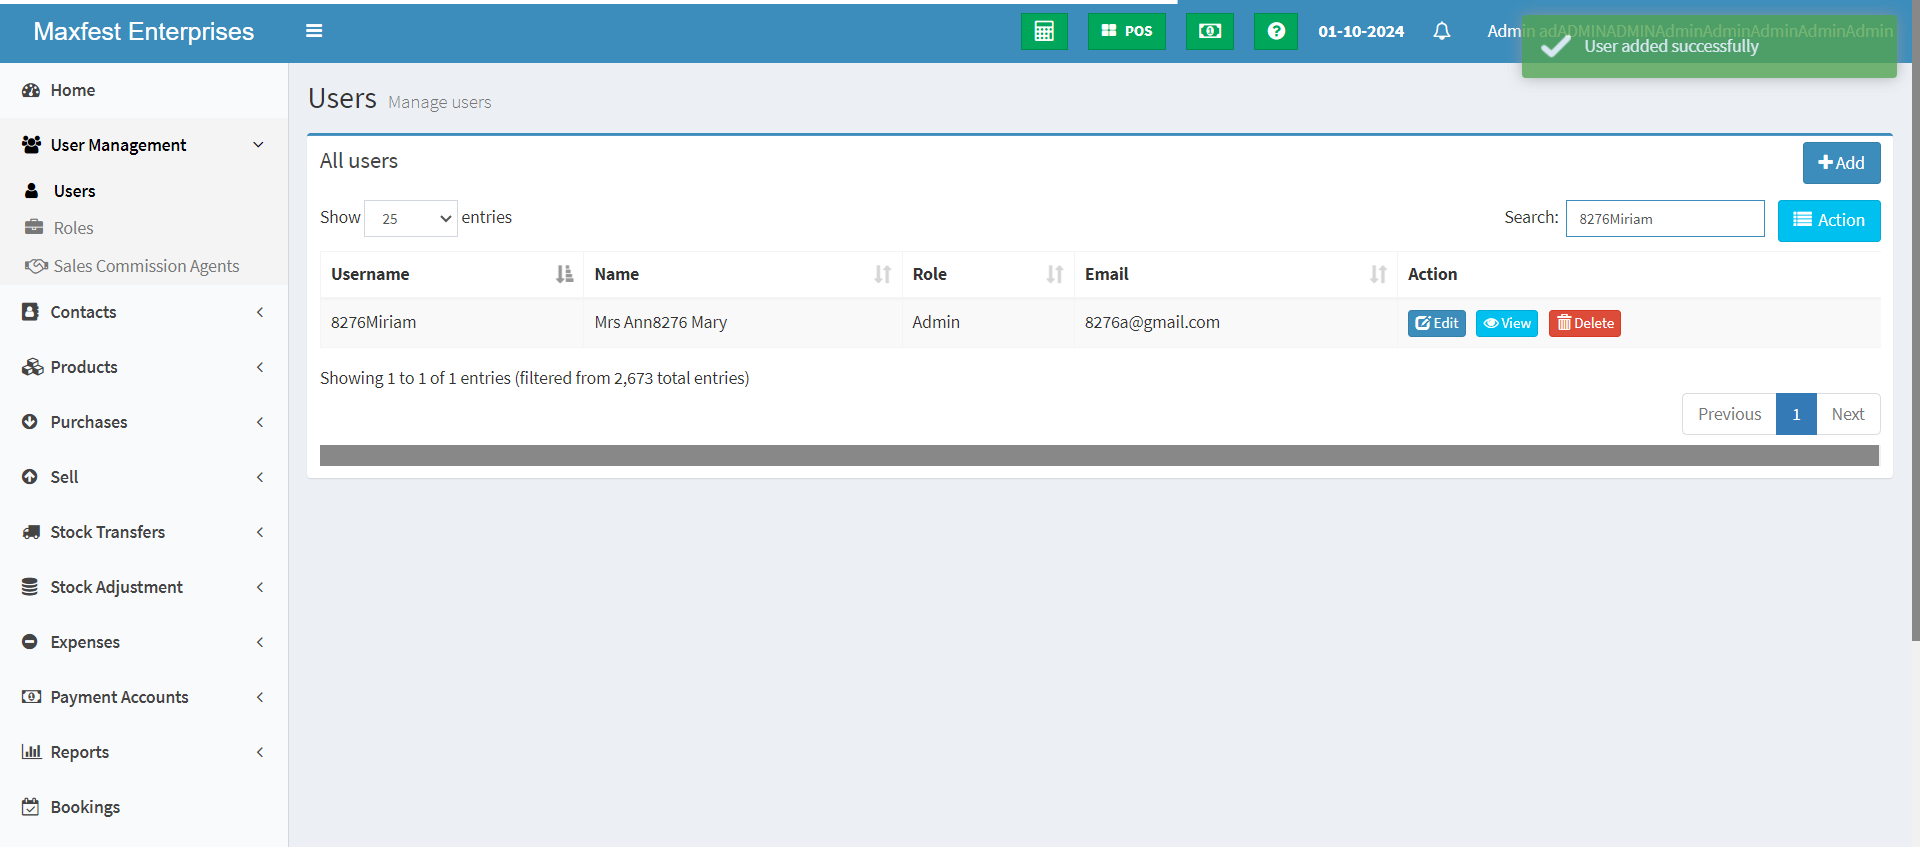 Maxfest Enterprises
POS
01-10-2024
Admin adADMINADMINAdminAdminAdminAdminAdmin
User added successfully
Home
User Management
Users
Roles
Sales Commission Agents
Contacts
Products
Purchases
Sell
Stock Transfers
Stock Adjustment
Expenses
Payment Accounts
Reports
Bookings
Users Manage users
All users
Add
Show 25 entries
Search: 8276Miriam
Action
Username Name Role Email Action
8276Miriam Mrs Ann8276 Mary Admin 8276a@gmail.com Edit View Delete
Showing 1 to 1 of 1 entries (filtered from 2,673 total entries)
Previous 1 Next